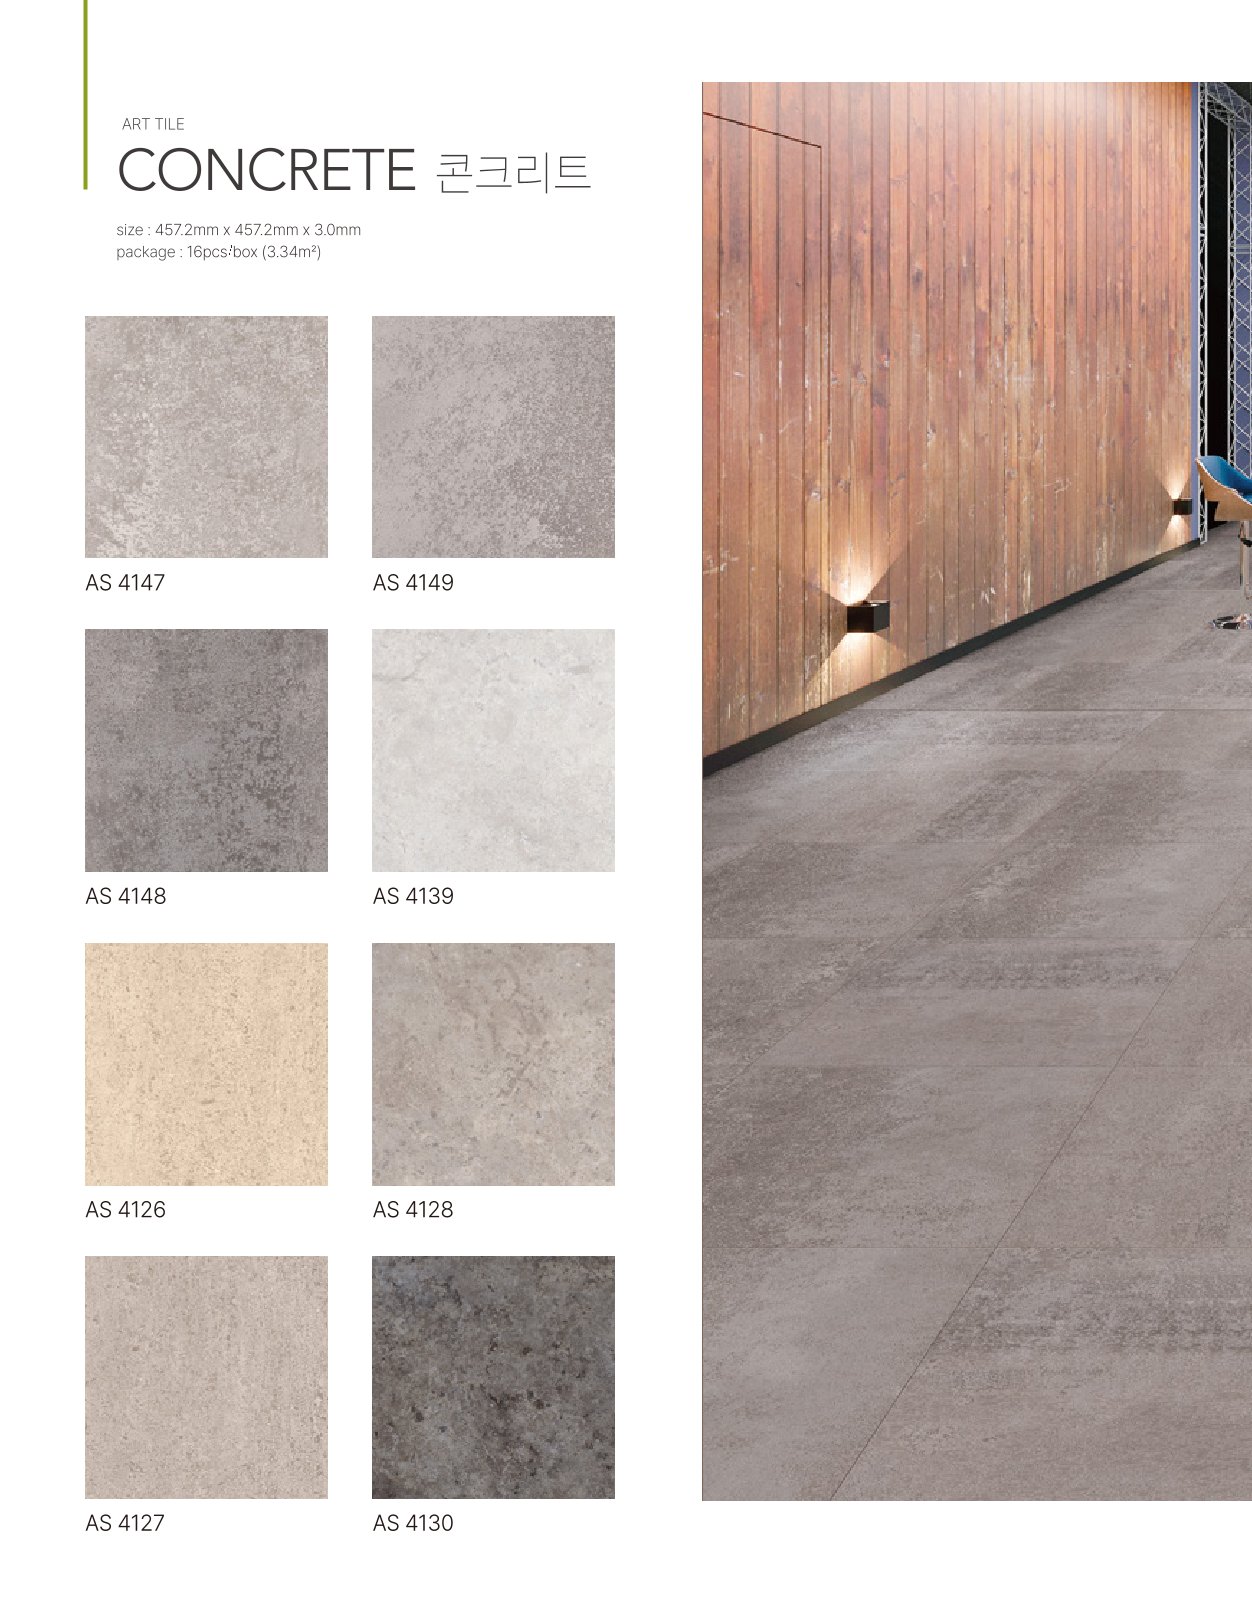 ART TILE
CONCRETE 콘크리트
size : 457.2mm x 457.2mm x 3.0mm
package : 16pcs/box (3.34m²)
AS 4147
AS 4149
AS 4148
AS 4139
AS 4126
AS 4128
AS 4127
AS 4130